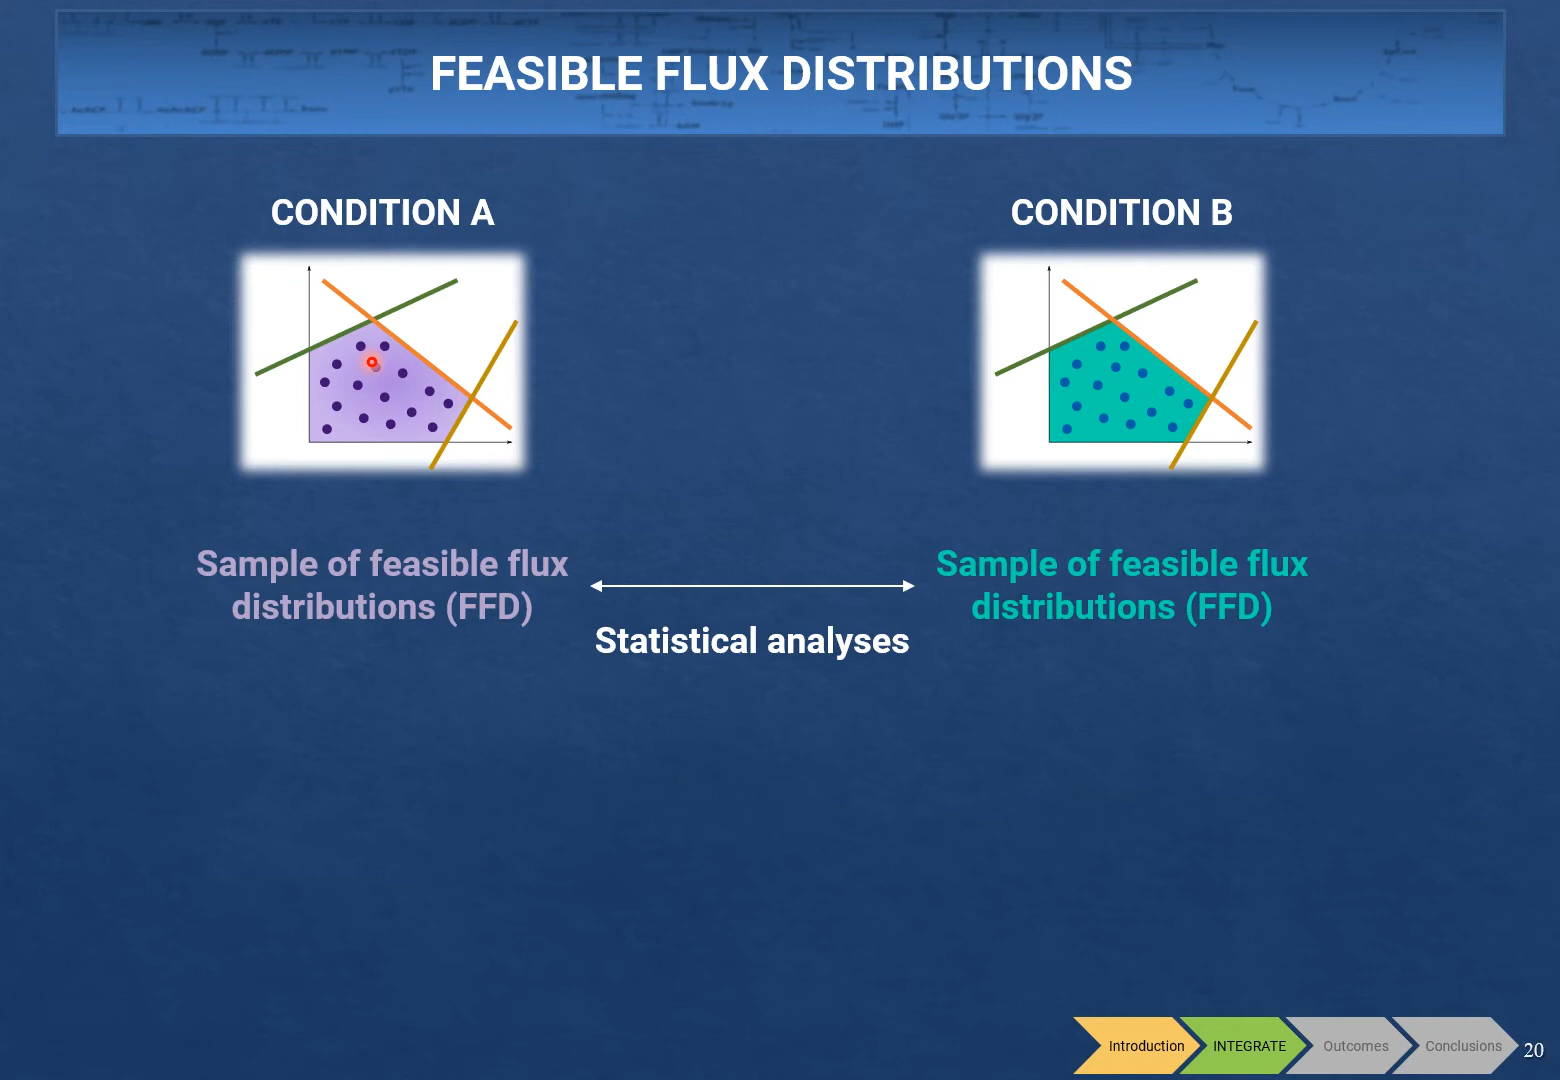 FEASIBLE FLUX DISTRIBUTIONS
CONDITION A
CONDITION B
Sample of feasible flux
distributions (FFD)
Statistical analyses
Sample of feasible flux
distributions (FFD)
Introduction
INTEGRATE
Outcomes
Conclusions
20